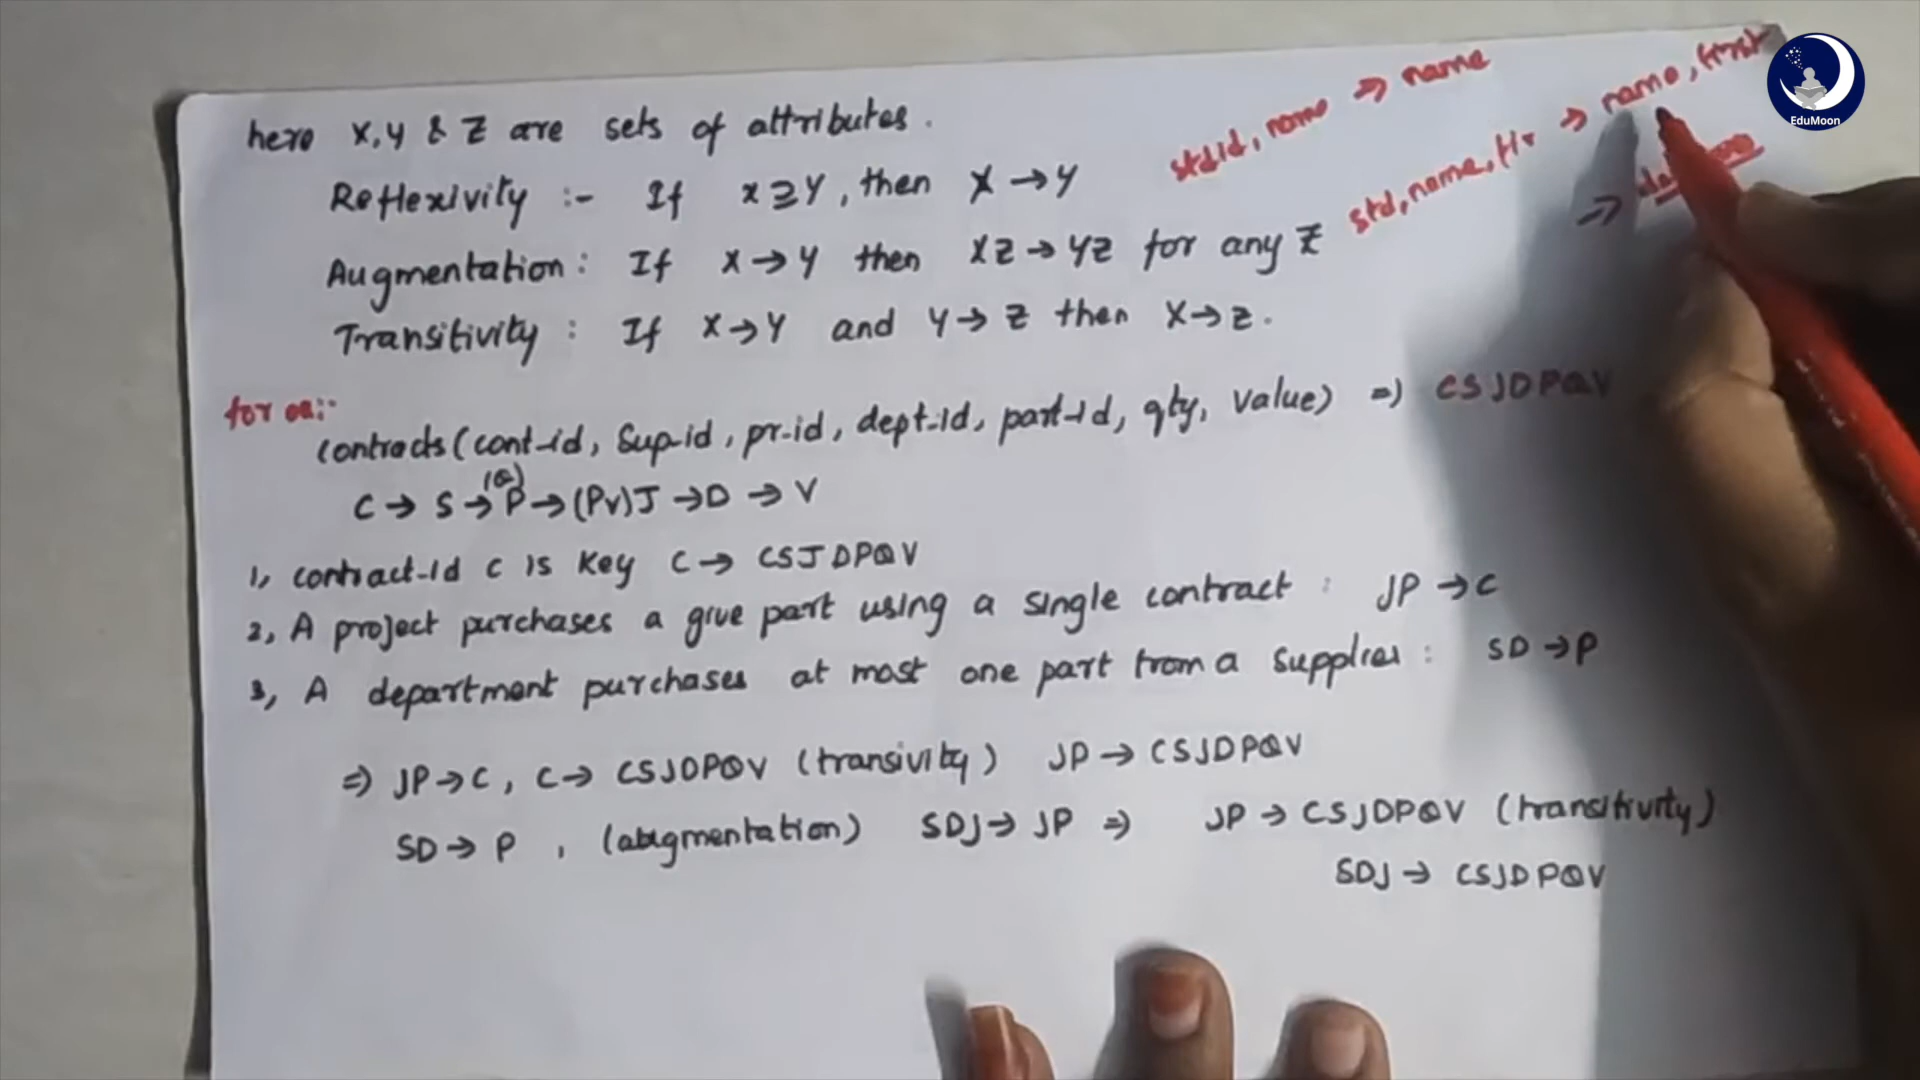 here X, Y & Z are sets of attributes.
Reflexivity :- If X ⊇ Y, then X → Y
stdid, name → name
Augmentation : If X → Y then XZ → YZ for any Z
std, name, Hr → name,
Transitivity : If X → Y and Y → Z then X → Z.
for ex:-
contracts (cont-id, Sup-id, pr-id, dept-id, part-id, qty, value) ⇒ CSJDPQV
C → S → (Q) P → (Pr)J → D → V
1, contract-id C is Key C → CSJDPQV
2, A project purchases a give part using a single contract : JP → C
3, A department purchases at most one part from a supplier : SD → P
⇒ JP → C, C → CSJDPQV (transivity) JP → CSJDPQV
SD → P , (augmentation) SDJ → JP ⇒ JP → CSJDPQV (transitivity)
SDJ → CSJDPQV
EduMoon